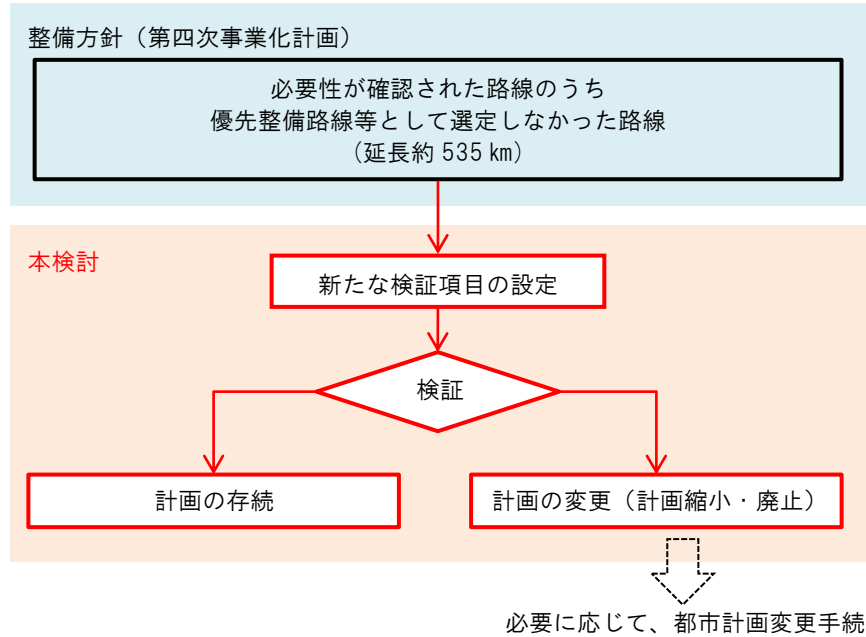 整備方針（第四次事業化計画）
必要性が確認された路線のうち
優先整備路線等として選定しなかった路線
（延長約 535 km）
本検討
新たな検証項目の設定
検証
計画の存続
計画の変更（計画縮小・廃止）
必要に応じて、都市計画変更手続